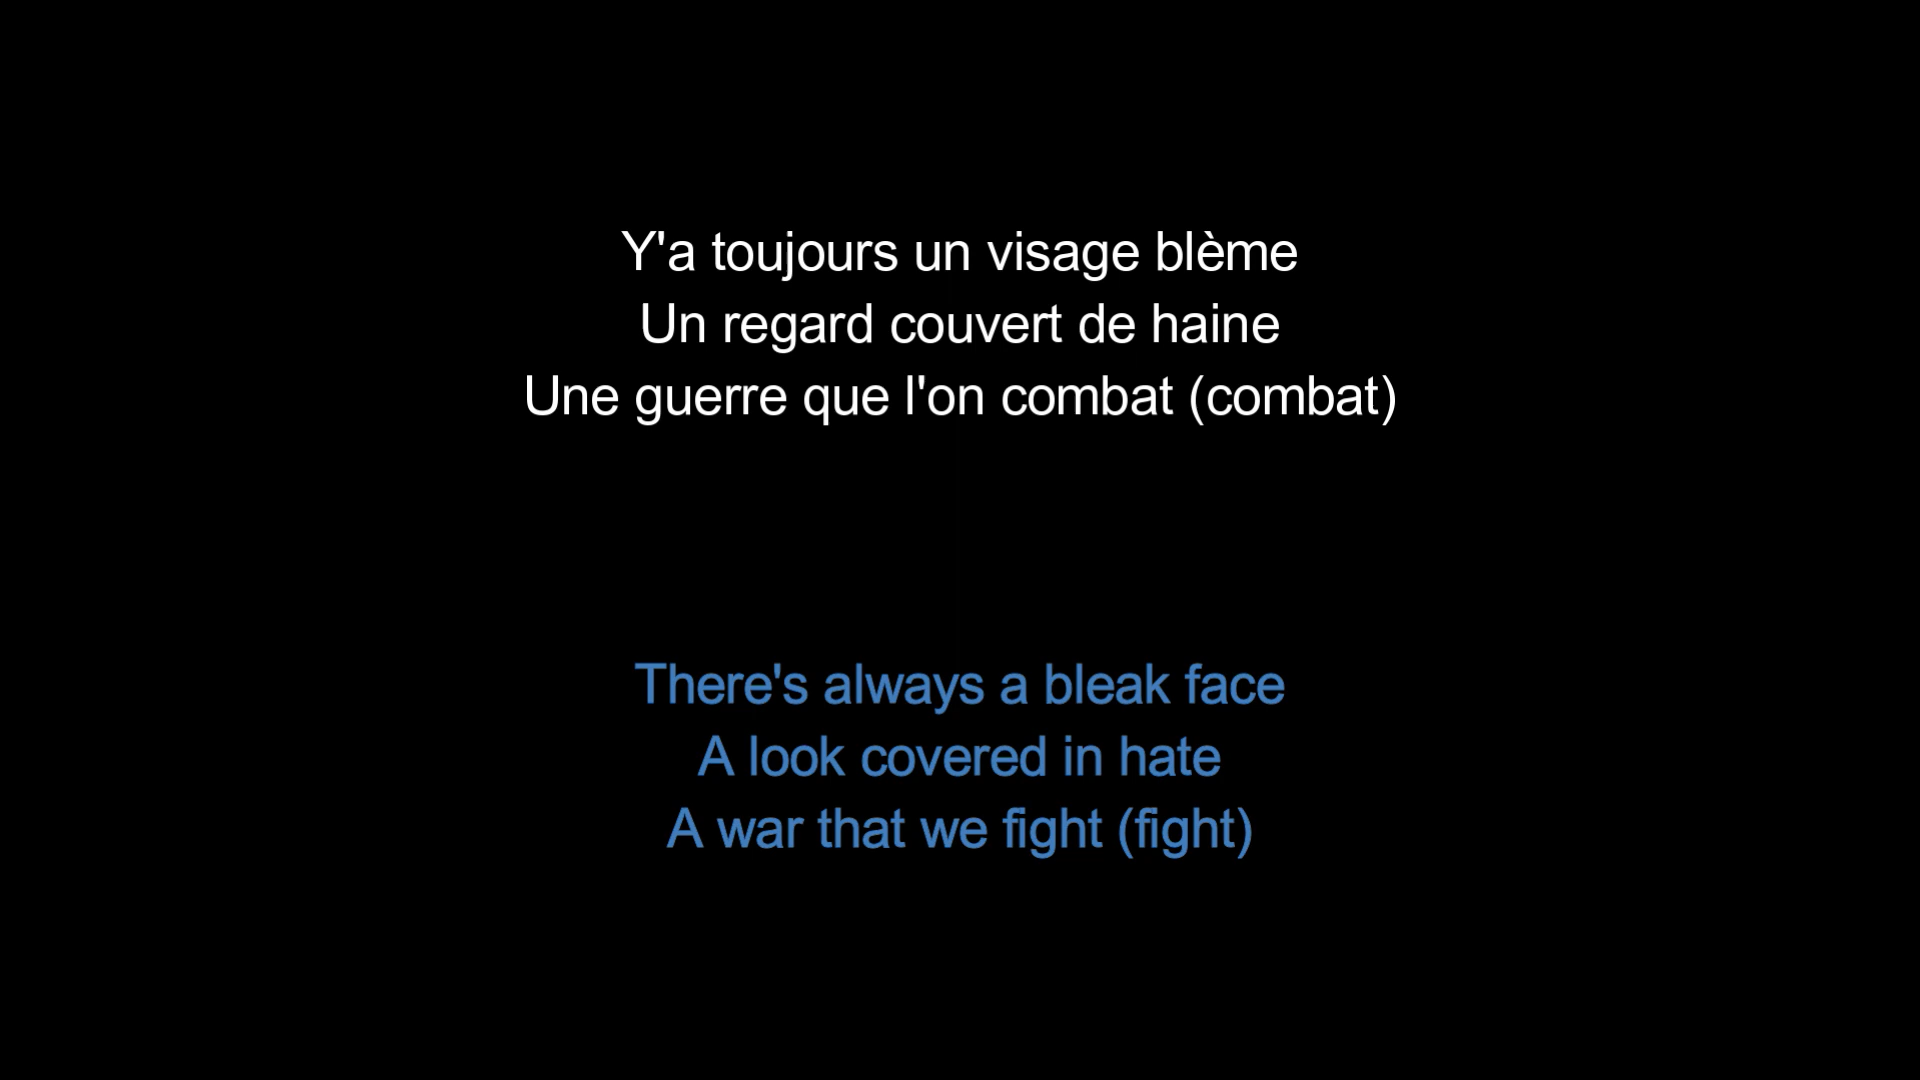 Y'a toujours un visage blème
Un regard couvert de haine
Une guerre que l'on combat (combat)
There's always a bleak face
A look covered in hate
A war that we fight (fight)